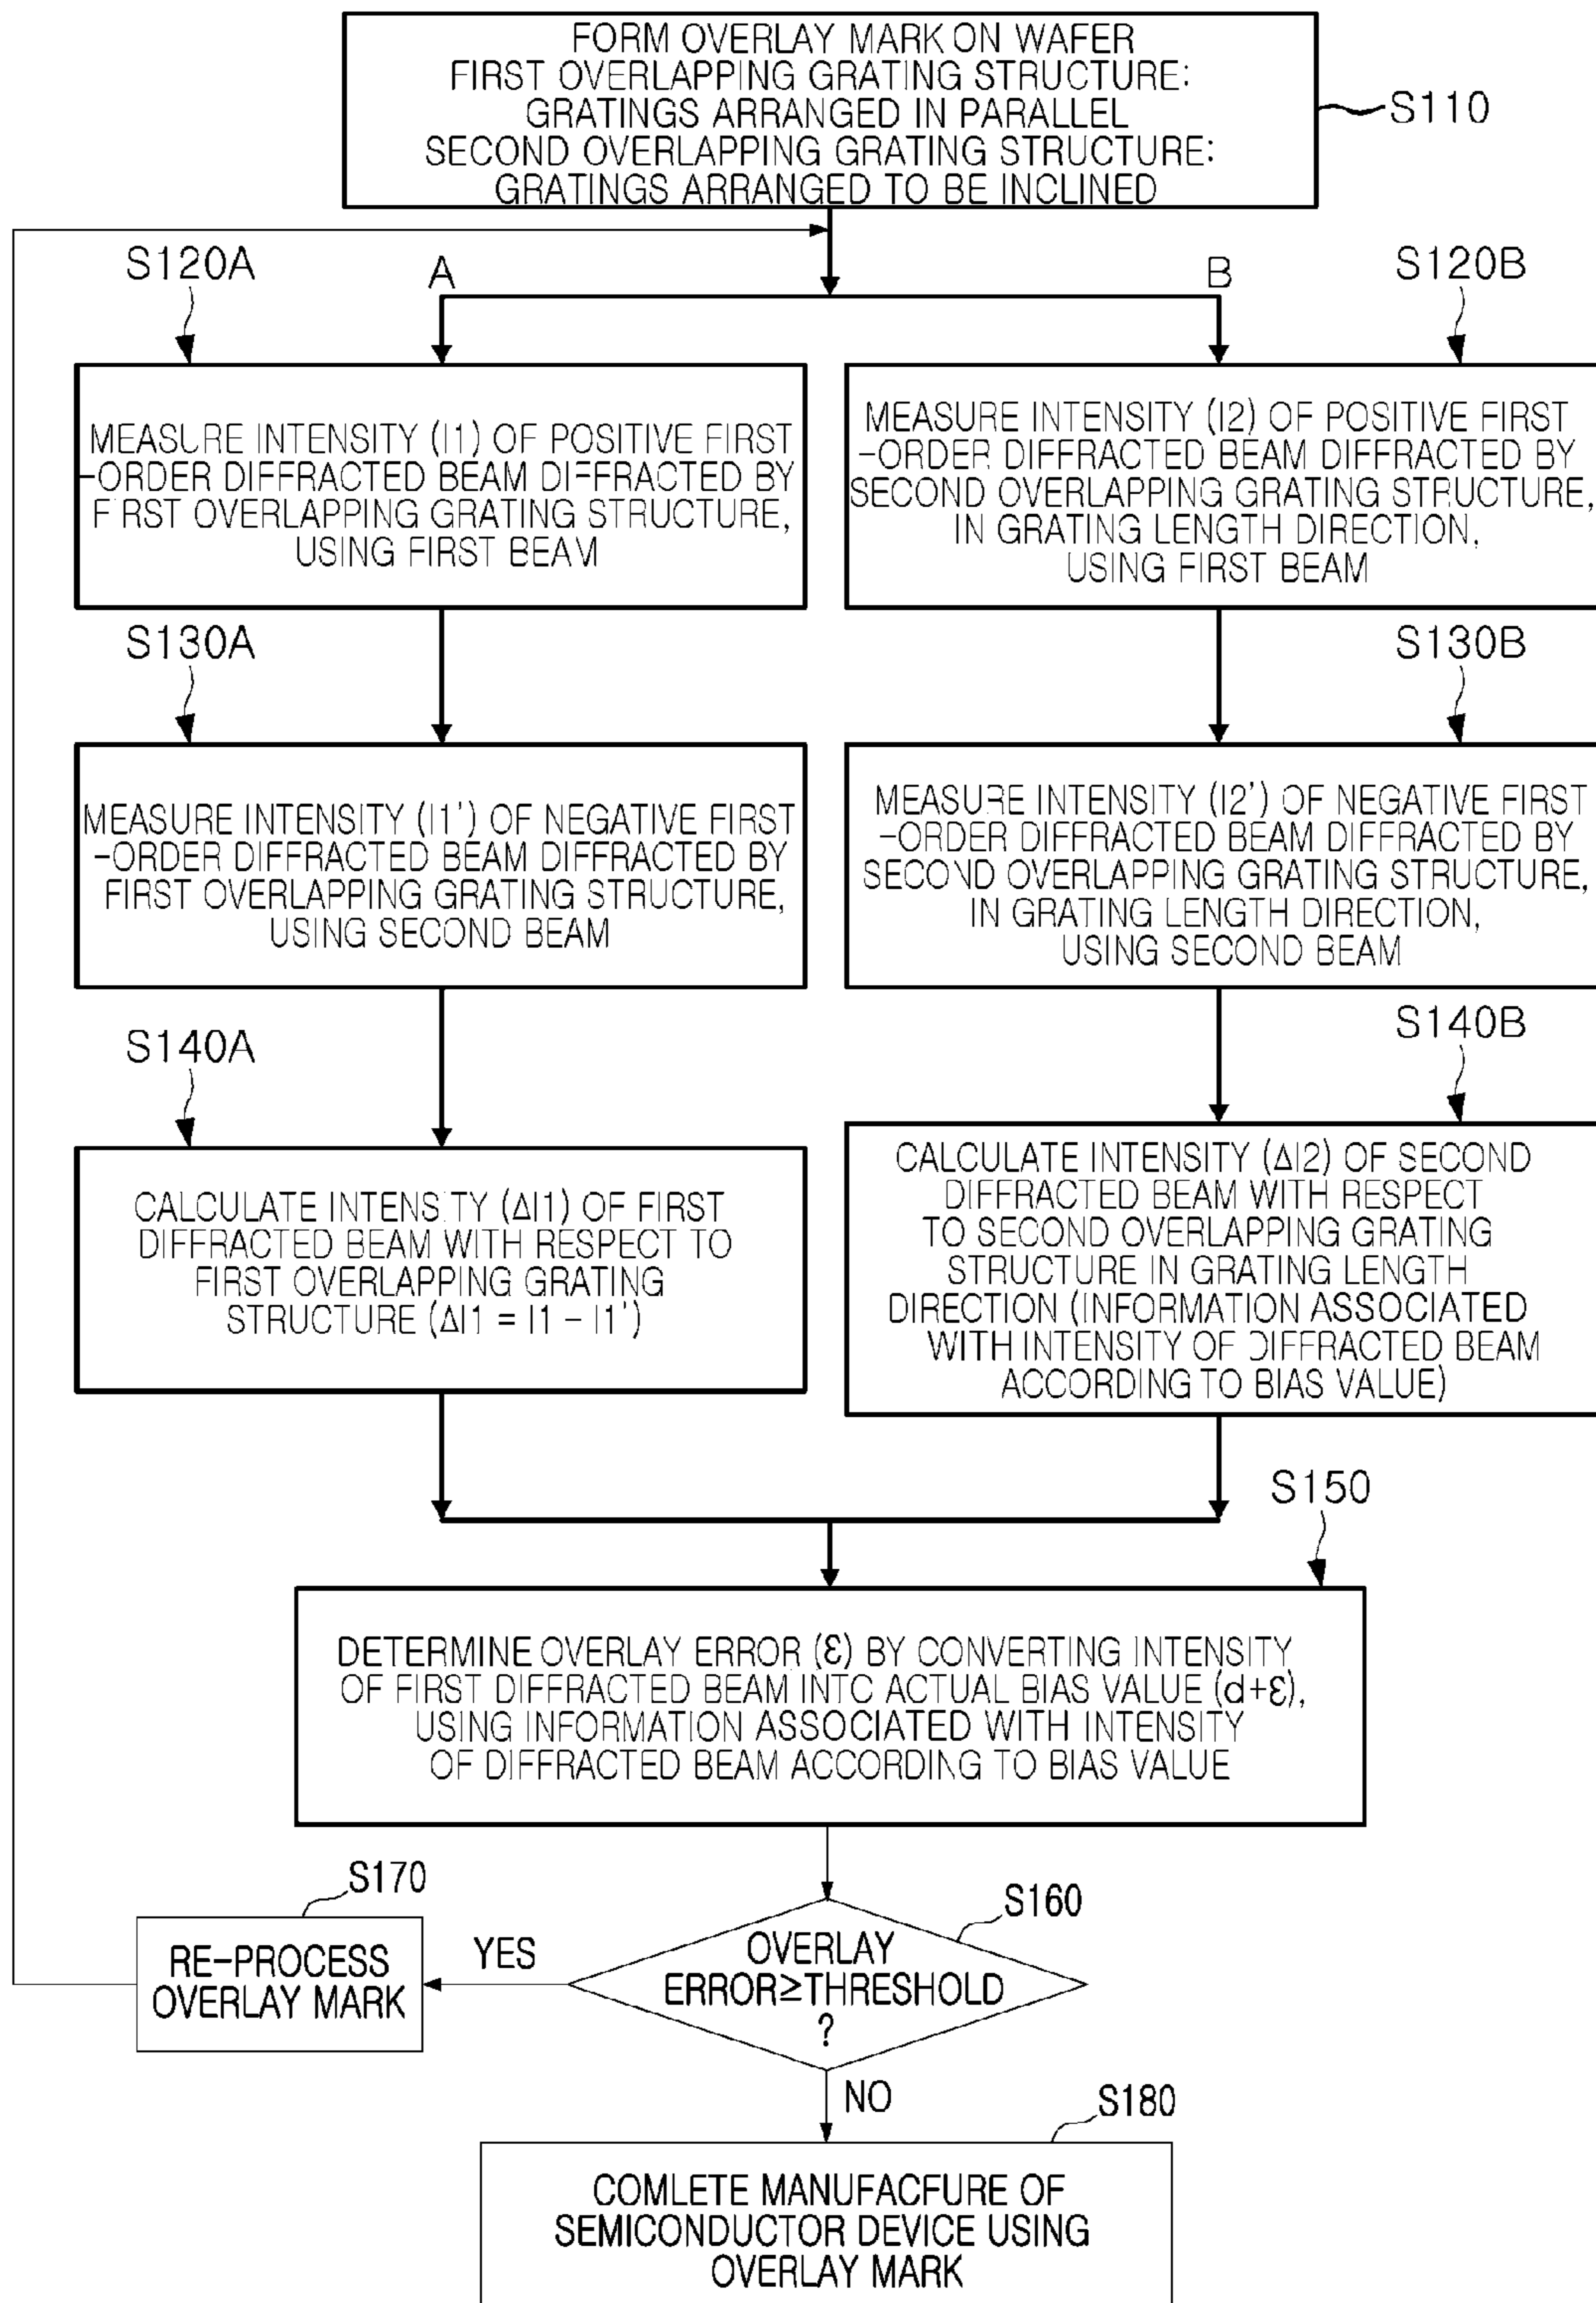 FORM OVERLAY MARK ON WAFER
FIRST OVERLAPPING GRATING STRUCTURE:
GRATINGS ARRANGED IN PARALLEL
SECOND OVERLAPPING GRATING STRUCTURE:
GRATINGS ARRANGED TO BE INCLINED
S110
S120A
A
B
S120B
MEASURE INTENSITY (I1) OF POSITIVE FIRST
-ORDER DIFFRACTED BEAM DIFFRACTED BY
FIRST OVERLAPPING GRATING STRUCTURE,
USING FIRST BEAM
MEASURE INTENSITY (I2) OF POSITIVE FIRST
-ORDER DIFFRACTED BEAM DIFFRACTED BY
SECOND OVERLAPPING GRATING STRUCTURE,
IN GRATING LENGTH DIRECTION,
USING FIRST BEAM
S130A
S130B
MEASURE INTENSITY (I1') OF NEGATIVE FIRST
-ORDER DIFFRACTED BEAM DIFFRACTED BY
FIRST OVERLAPPING GRATING STRUCTURE,
USING SECOND BEAM
MEASURE INTENSITY (I2') OF NEGATIVE FIRST
-ORDER DIFFRACTED BEAM DIFFRACTED BY
SECOND OVERLAPPING GRATING STRUCTURE,
IN GRATING LENGTH DIRECTION,
USING SECOND BEAM
S140A
S140B
CALCULATE INTENSITY (ΔI1) OF FIRST
DIFFRACTED BEAM WITH RESPECT TO
FIRST OVERLAPPING GRATING
STRUCTURE (ΔI1 = I1 - I1')
CALCULATE INTENSITY (ΔI2) OF SECOND
DIFFRACTED BEAM WITH RESPECT
TO SECOND OVERLAPPING GRATING
STRUCTURE IN GRATING LENGTH
DIRECTION (INFORMATION ASSOCIATED
WITH INTENSITY OF DIFFRACTED BEAM
ACCORDING TO BIAS VALUE)
S150
DETERMINE OVERLAY ERROR (ε) BY CONVERTING INTENSITY
OF FIRST DIFFRACTED BEAM INTO ACTUAL BIAS VALUE (d+ε),
USING INFORMATION ASSOCIATED WITH INTENSITY
OF DIFFRACTED BEAM ACCORDING TO BIAS VALUE
S170
S160
RE-PROCESS
OVERLAY MARK
YES
OVERLAY
ERROR≥THRESHOLD
?
NO
S180
COMLETE MANUFACFURE OF
SEMICONDUCTOR DEVICE USING
OVERLAY MARK